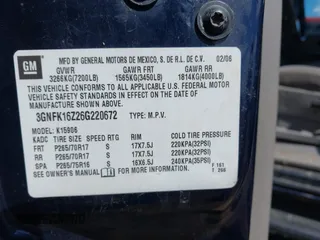 GM
MFD BY GENERAL MOTORS DE MEXICO, S. DE R.L. DE C.V. 02/06
GVWR GAWR FRT GAWR RR
3266KG(7200LB) 1565KG(3450LB) 1814KG(4000LB)
THIS VEHICLE CONFORMS TO ALL APPLICABLE
U.S. FEDERAL MOTOR VEHICLE SAFETY AND THEFT
PREVENTION STANDARDS IN EFFECT ON THE DATE OF
MANUFACTURE SHOWN ABOVE.
3GNFK16Z26G220672 TYPE: M.P.V.
MODEL: K15906
KADC TIRE SIZE SPEED RTG RIM COLD TIRE PRESSURE
FRT P265/70R17 S 17X7.5J 220KPA(32PSI)
RR P265/70R17 S 17X7.5J 220KPA(32PSI)
SPA P265/75R16 S 16X6.5J 240KPA(35PSI)
SEE OWNER'S MANUAL FOR ADDITIONAL INFORMATION.